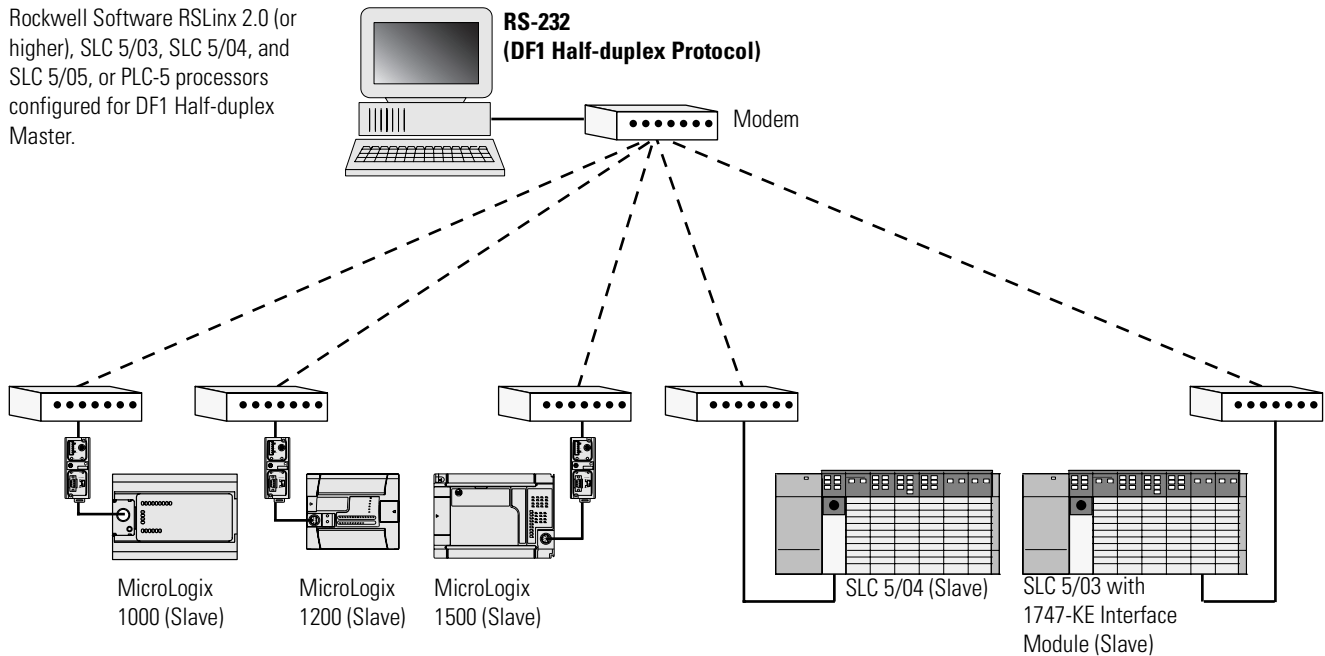 Rockwell Software RSLinx 2.0 (or
higher), SLC 5/03, SLC 5/04, and
SLC 5/05, or PLC-5 processors
configured for DF1 Half-duplex
Master.
RS-232
(DF1 Half-duplex Protocol)
Modem
MicroLogix
1000 (Slave)
MicroLogix
1200 (Slave)
MicroLogix
1500 (Slave)
SLC 5/04 (Slave)
SLC 5/03 with
1747-KE Interface
Module (Slave)